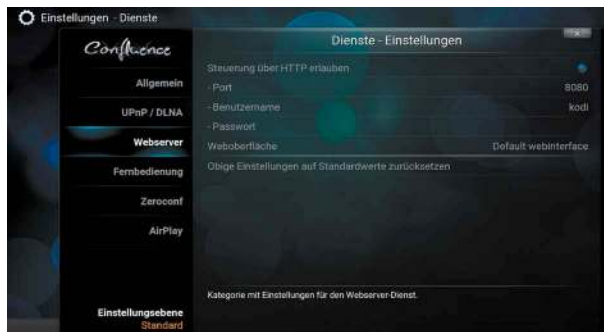 Einstellungen - Dienste
Confluence
Allgemein
UPnP / DLNA
Webserver
Fernbedienung
Zeroconf
AirPlay
Einstellungsebene
Standard
Dienste - Einstellungen
Steuerung über HTTP erlauben
- Port 8080
- Benutzername kodi
- Passwort
Weboberfläche Default webinterface
Obige Einstellungen auf Standardwerte zurücksetzen
Kategorie mit Einstellungen für den Webserver-Dienst.